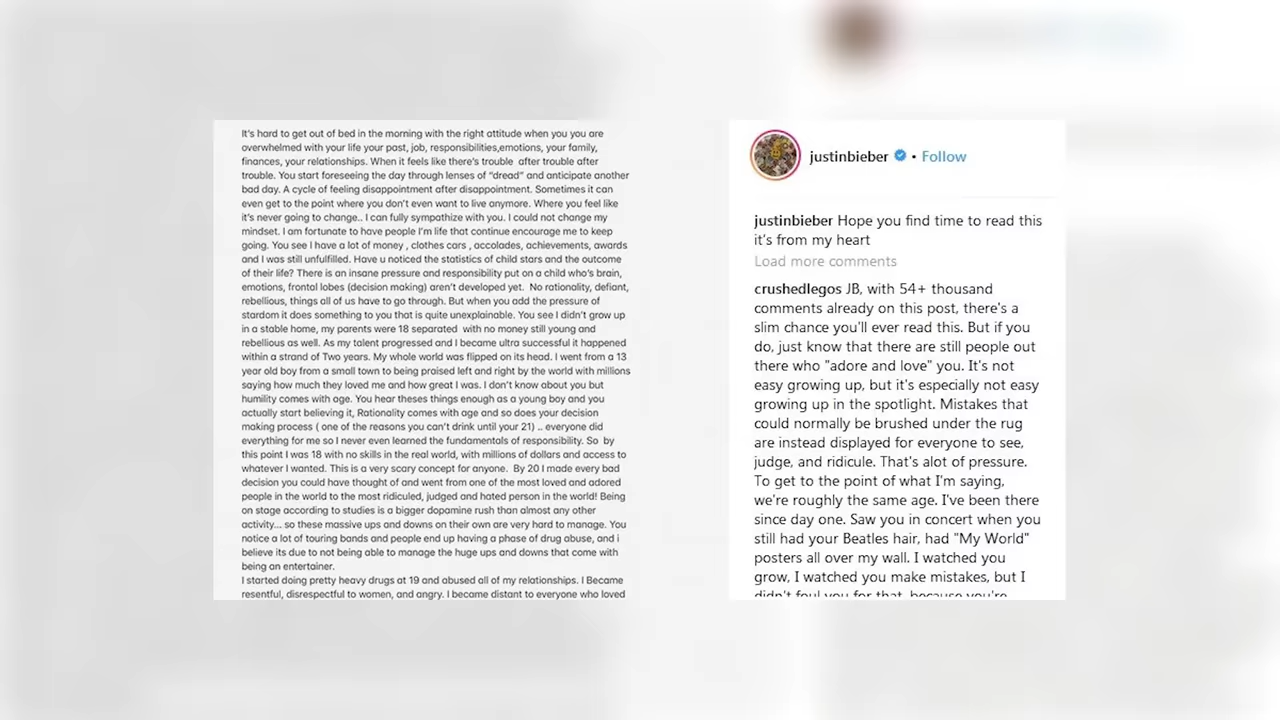 It's hard to get out of bed in the morning with the right attitude when you you are
overwhelmed with your life your past, job, responsibilities,emotions, your family,
finances, your relationships. When it feels like there's trouble  after trouble after
trouble. You start foreseeing the day through lenses of "dread" and anticipate another
bad day. A cycle of feeling disappointment after disappointment. Sometimes it can
even get to the point where you don't even want to live anymore. Where you feel like
it's never going to change.. I can fully sympathize with you. I could not change my
mindset. I am fortunate to have people I'm life that continue encourage me to keep
going. You see I have a lot of money , clothes cars , accolades, achievements, awards
and I was still unfulfilled. Have u noticed the statistics of child stars and the outcome
of their life? There is an insane pressure and responsibility put on a child who's brain,
emotions, frontal lobes (decision making) aren't developed yet.  No rationality, defiant,
rebellious, things all of us have to go through. But when you add the pressure of
stardom it does something to you that is quite unexplainable. You see I didn't grow up
in a stable home, my parents were 18 separated  with no money still young and
rebellious as well. As my talent progressed and I became ultra successful it happened
within a strand of Two years. My whole world was flipped on its head. I went from a 13
year old boy from a small town to being praised left and right by the world with millions
saying how much they loved me and how great I was. I don't know about you but
humility comes with age. You hear theses things enough as a young boy and you
actually start believing it, Rationality comes with age and so does your decision
making process ( one of the reasons you can't drink until your 21) .. everyone did
everything for me so I never even learned the fundamentals of responsibility. So  by
this point I was 18 with no skills in the real world, with millions of dollars and access to
whatever I wanted. This is a very scary concept for anyone.  By 20 I made every bad
decision you could have thought of and went from one of the most loved and adored
people in the world to the most ridiculed, judged and hated person in the world! Being
on stage according to studies is a bigger dopamine rush than almost any other
activity... so these massive ups and downs on their own are very hard to manage. You
notice a lot of touring bands and people end up having a phase of drug abuse, and i
believe its due to not being able to manage the huge ups and downs that come with
being an entertainer.
I started doing pretty heavy drugs at 19 and abused all of my relationships. I Became
resentful, disrespectful to women, and angry. I became distant to everyone who loved
justinbieber • Follow
justinbieber Hope you find time to read this
it's from my heart
Load more comments
crushedlegos JB, with 54+ thousand
comments already on this post, there's a
slim chance you'll ever read this. But if you
do, just know that there are still people out
there who "adore and love" you. It's not
easy growing up, but it's especially not easy
growing up in the spotlight. Mistakes that
could normally be brushed under the rug
are instead displayed for everyone to see,
judge, and ridicule. That's alot of pressure.
To get to the point of what I'm saying,
we're roughly the same age. I've been there
since day one. Saw you in concert when you
still had your Beatles hair, had "My World"
posters all over my wall. I watched you
grow, I watched you make mistakes, but I
didn't foul you for that, because you're